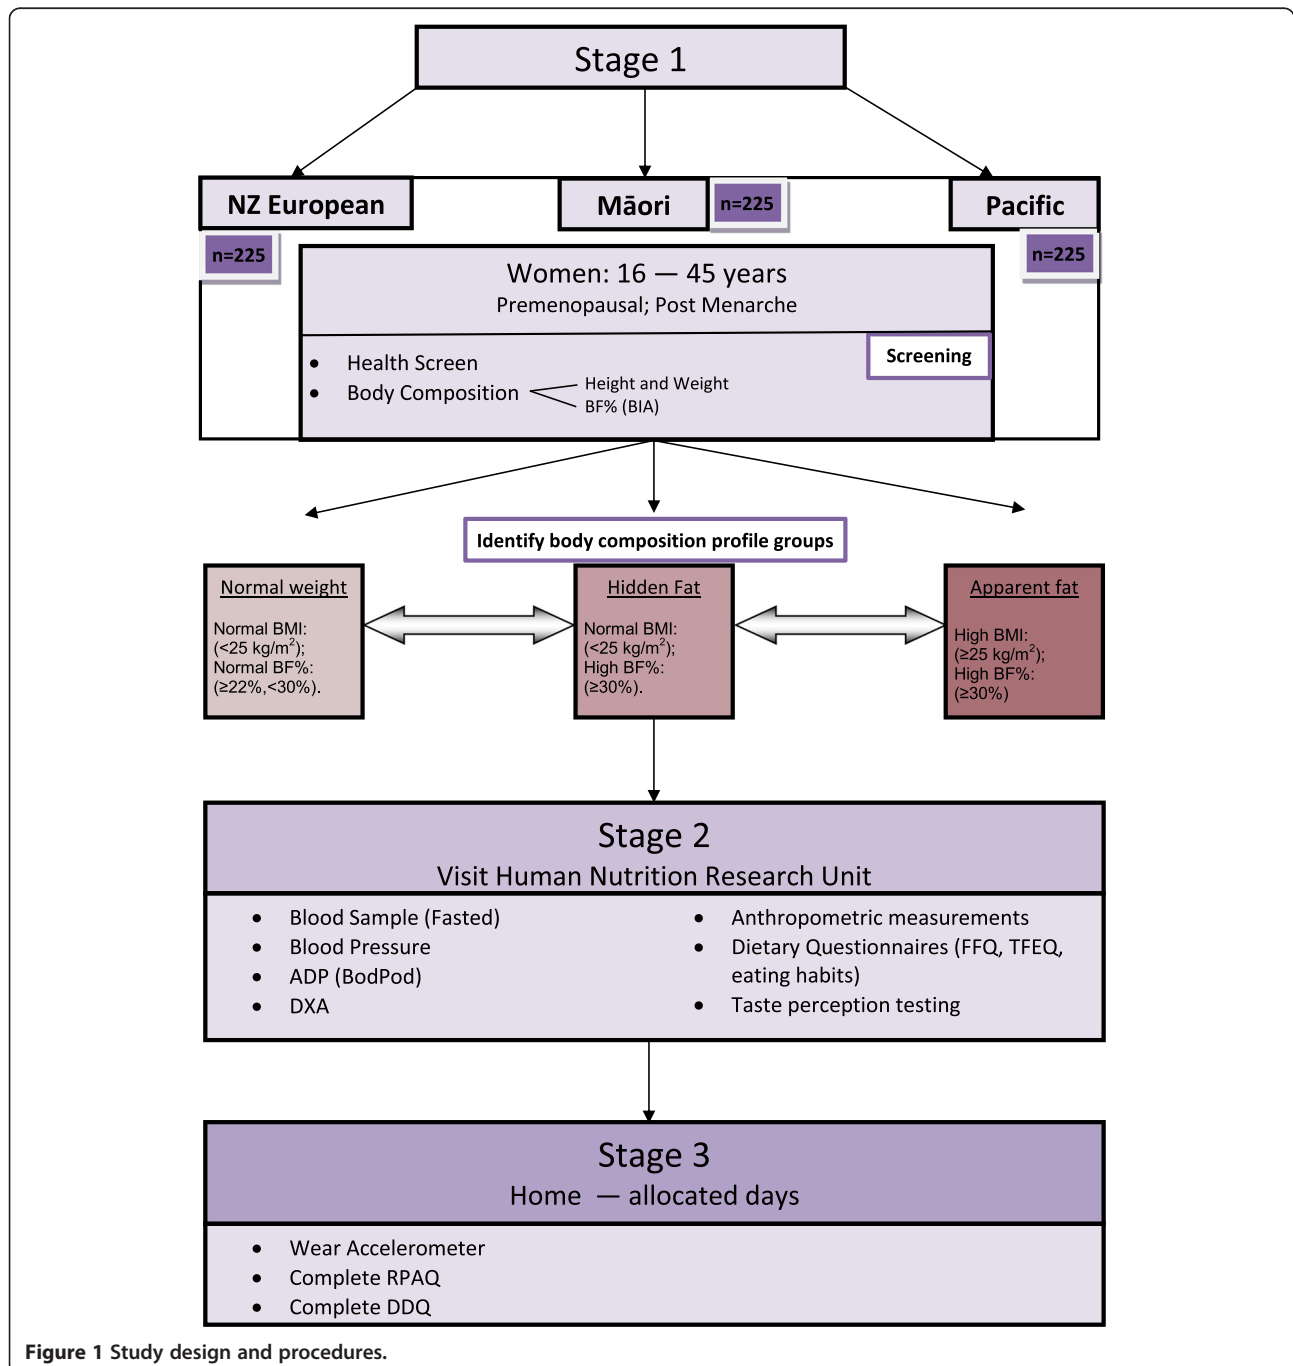 Stage 1
NZ European
Māori
n=225
Pacific
n=225
n=225
Women: 16 — 45 years
Premenopausal; Post Menarche
Screening
• Health Screen
• Body Composition
Height and Weight
BF% (BIA)
Identify body composition profile groups
Normal weight
Normal BMI:
(<25 kg/m²);
Normal BF%:
(≥22%,<30%).
Hidden Fat
Normal BMI:
(<25 kg/m²);
High BF%:
(≥30%).
Apparent fat
High BMI:
(≥25 kg/m²);
High BF%:
(≥30%)
Stage 2
Visit Human Nutrition Research Unit
• Blood Sample (Fasted)
• Blood Pressure
• ADP (BodPod)
• DXA
• Anthropometric measurements
• Dietary Questionnaires (FFQ, TFEQ,
eating habits)
• Taste perception testing
Stage 3
Home — allocated days
• Wear Accelerometer
• Complete RPAQ
• Complete DDQ
Figure 1 Study design and procedures.